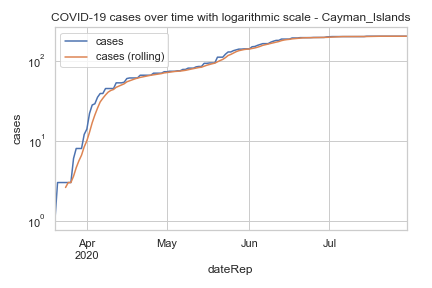 COVID-19 cases over time with logarithmic scale - Cayman_Islands
cases
cases (rolling)
10²
10¹
10⁰
cases
Apr
2020
May
Jun
Jul
dateRep